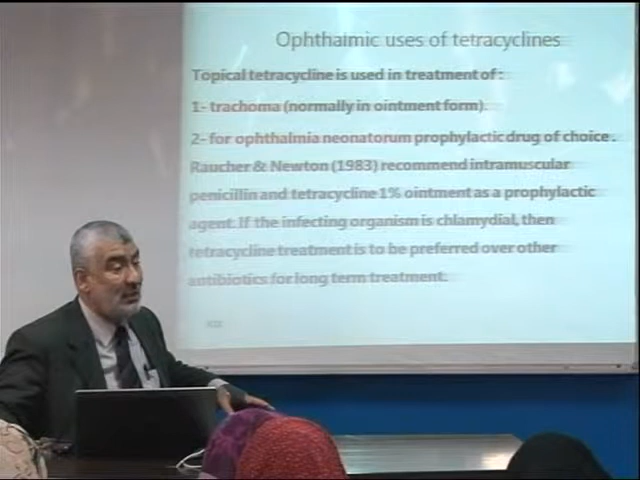 Ophthaimic uses of tetracyclines
Topical tetracycline is used in treatment of :
1- trachoma (normally in ointment form).
2- for ophthalmia neonatorum prophylactic drug of choice .
Raucher & Newton (1983) recommend intramuscular
penicillin and tetracycline 1% ointment as a prophylactic
agent. If the infecting organism is chlamydial, then
tetracycline treatment is to be preferred over other
antibiotics for long term treatment.